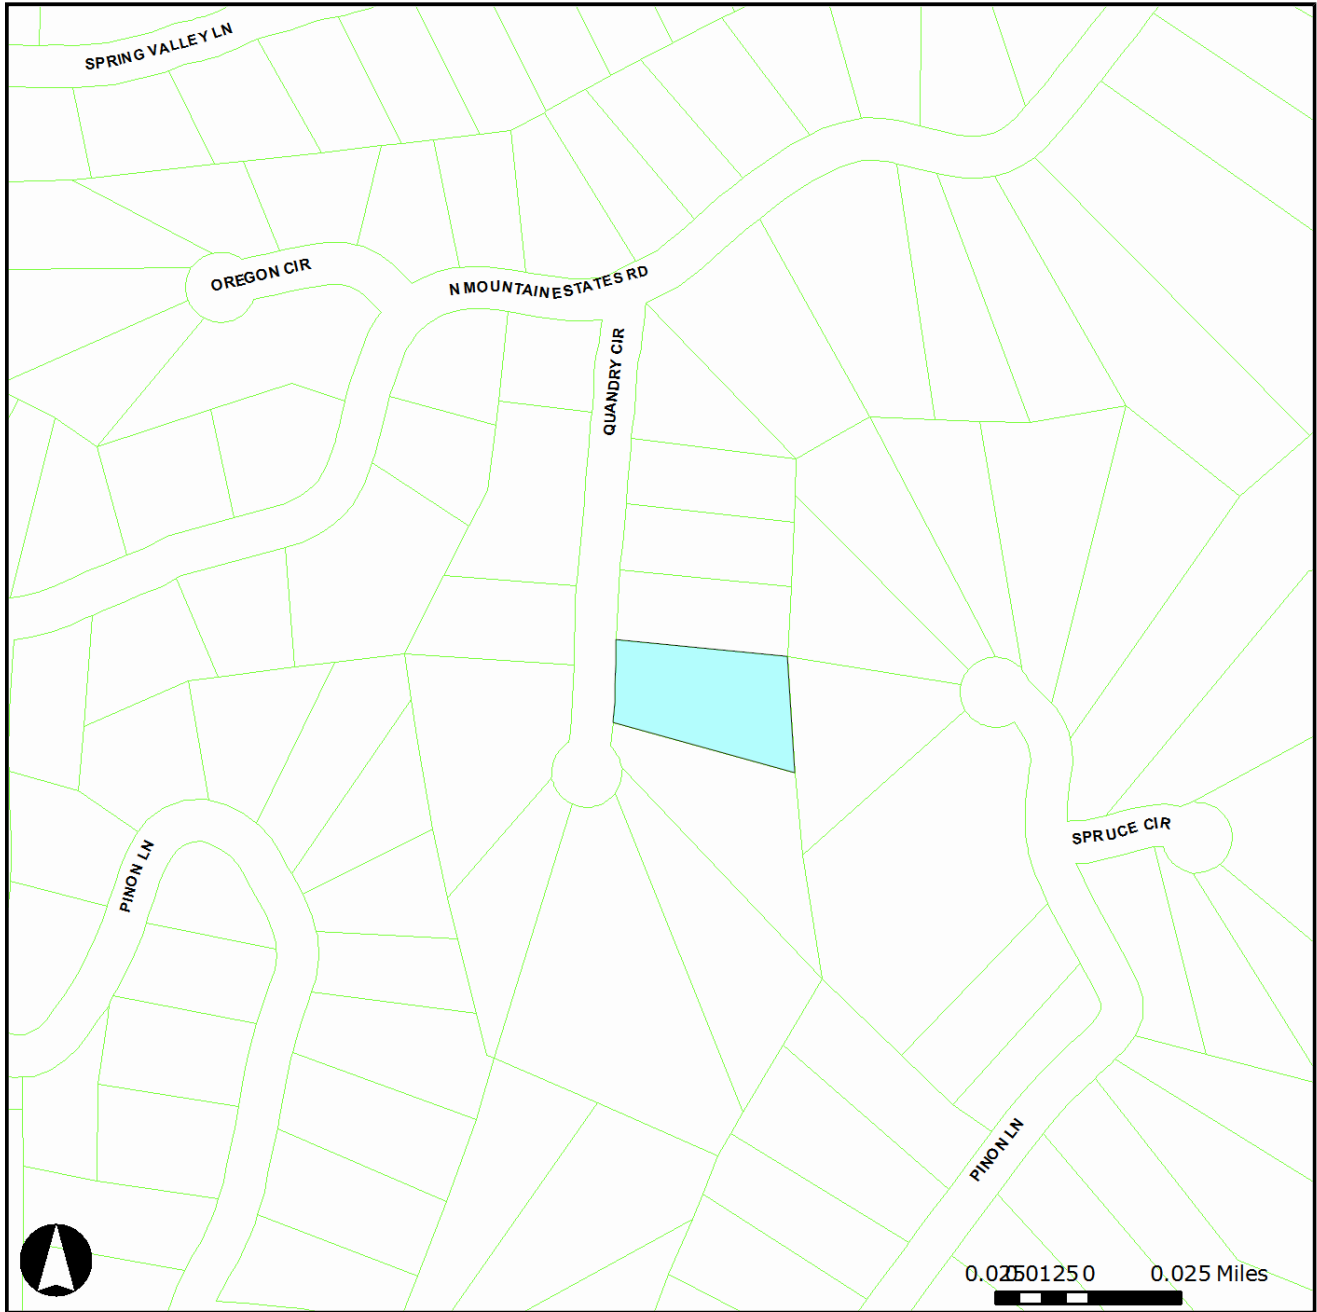 SPRING VALLEY LN
OREGON CIR
N MOUNTAIN ESTATES RD
QUANDRY CIR
SPRUCE CIR
PINON LN
PINON LN
0.025 Miles